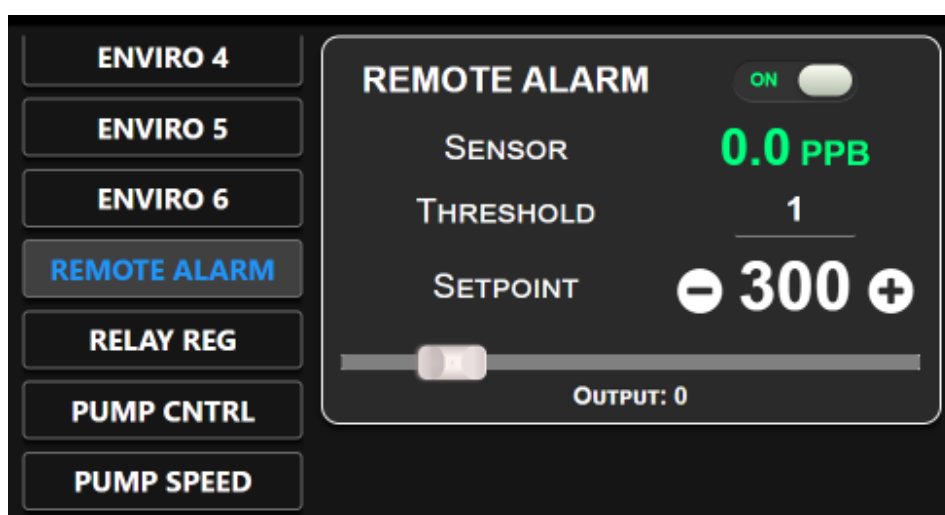 ENVIRO 4
ENVIRO 5
ENVIRO 6
REMOTE ALARM
RELAY REG
PUMP CNTRL
PUMP SPEED
REMOTE ALARM ON
SENSOR 0.0 PPB
THRESHOLD 1
SETPOINT 300
OUTPUT: 0